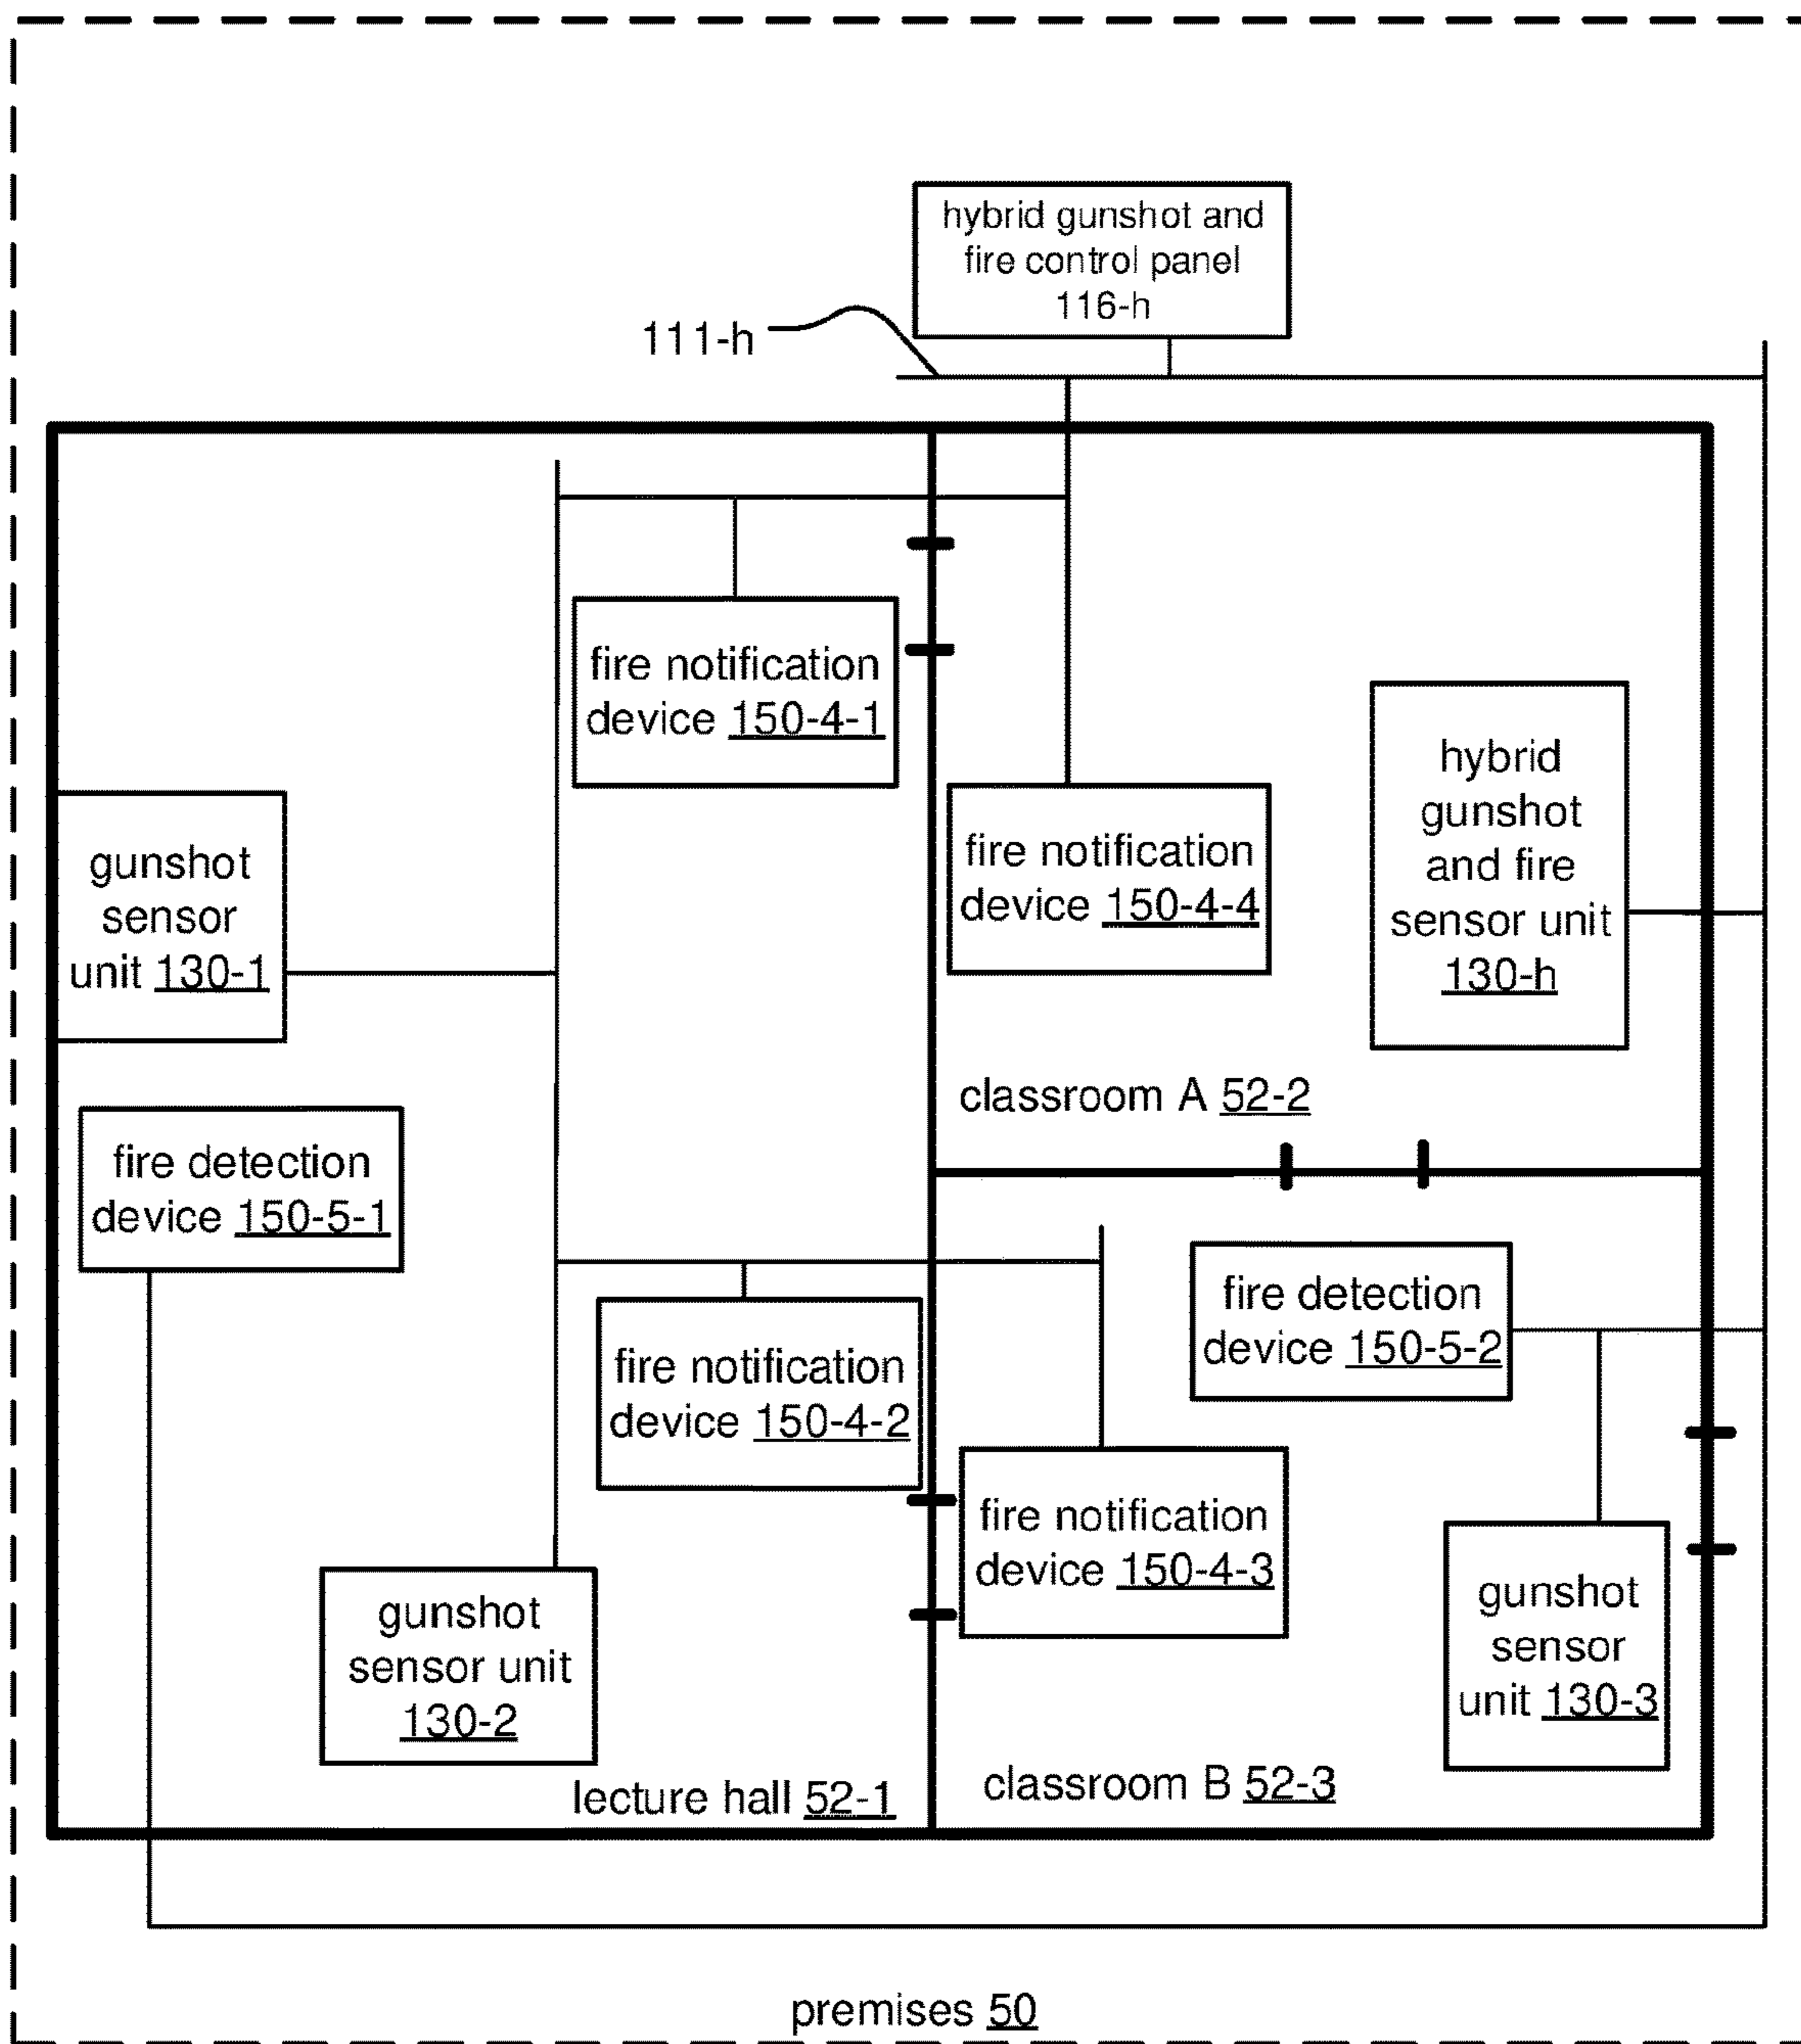 hybrid gunshot and
fire control panel
116-h
111-h
fire notification
device 150-4-1
gunshot
sensor
unit 130-1
fire notification
device 150-4-4
hybrid
gunshot
and fire
sensor unit
130-h
classroom A 52-2
fire detection
device 150-5-1
fire detection
device 150-5-2
fire notification
device 150-4-2
fire notification
device 150-4-3
gunshot
sensor unit
130-2
gunshot
sensor
unit 130-3
lecture hall 52-1
classroom B 52-3
premises 50